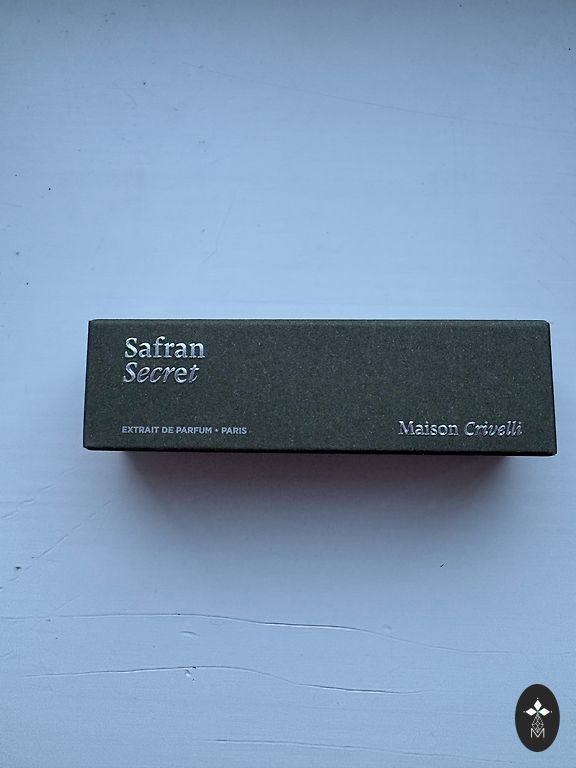 Safran
Secret
EXTRAIT DE PARFUM • PARIS
Maison Crivelli